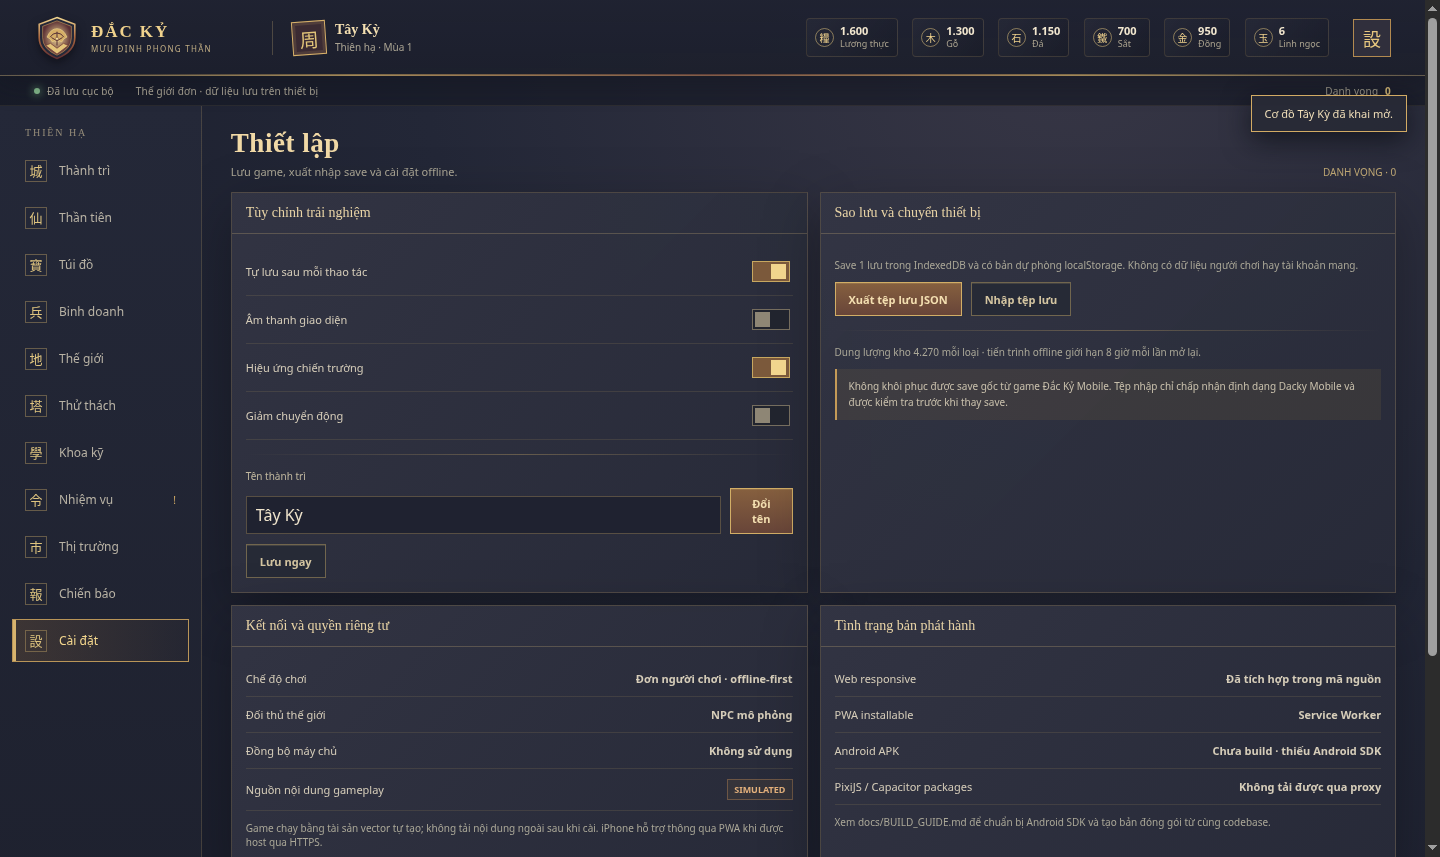 ĐẮC KỶ
MƯU ĐỊNH PHONG THẦN
周
Tây Kỳ
Thiên hạ · Mùa 1
糧 1.600 Lương thực
木 1.300 Gỗ
石 1.150 Đá
鐵 700 Sắt
金 950 Đồng
玉 6 Linh ngọc
設
Đã lưu cục bộ
Thế giới đơn · dữ liệu lưu trên thiết bị
Danh vọng 0
Cơ đồ Tây Kỳ đã khai mở.
THIÊN HẠ
城 Thành trì
仙 Thần tiên
寶 Túi đồ
兵 Binh doanh
地 Thế giới
塔 Thử thách
學 Khoa kỹ
令 Nhiệm vụ !
市 Thị trường
報 Chiến báo
設 Cài đặt
Thiết lập
Lưu game, xuất nhập save và cài đặt offline.
DANH VỌNG · 0
Tùy chỉnh trải nghiệm
Tự lưu sau mỗi thao tác
Âm thanh giao diện
Hiệu ứng chiến trường
Giảm chuyển động
Tên thành trì
Tây Kỳ
Đổi
tên
Lưu ngay
Sao lưu và chuyển thiết bị
Save 1 lưu trong IndexedDB và có bản dự phòng localStorage. Không có dữ liệu người chơi hay tài khoản mạng.
Xuất tệp lưu JSON
Nhập tệp lưu
Dung lượng kho 4.270 mỗi loại · tiến trình offline giới hạn 8 giờ mỗi lần mở lại.
Không khôi phục được save gốc từ game Đắc Kỷ Mobile. Tệp nhập chỉ chấp nhận định dạng Dacky Mobile và
được kiểm tra trước khi thay save.
Kết nối và quyền riêng tư
Chế độ chơi
Đơn người chơi · offline-first
Đối thủ thế giới
NPC mô phỏng
Đồng bộ máy chủ
Không sử dụng
Nguồn nội dung gameplay
SIMULATED
Game chạy bằng tài sản vector tự tạo; không tải nội dung ngoài sau khi cài. iPhone hỗ trợ thông qua PWA khi được
host qua HTTPS.
Tình trạng bản phát hành
Web responsive
Đã tích hợp trong mã nguồn
PWA installable
Service Worker
Android APK
Chưa build · thiếu Android SDK
PixiJS / Capacitor packages
Không tải được qua proxy
Xem docs/BUILD_GUIDE.md để chuẩn bị Android SDK và tạo bản đóng gói từ cùng codebase.